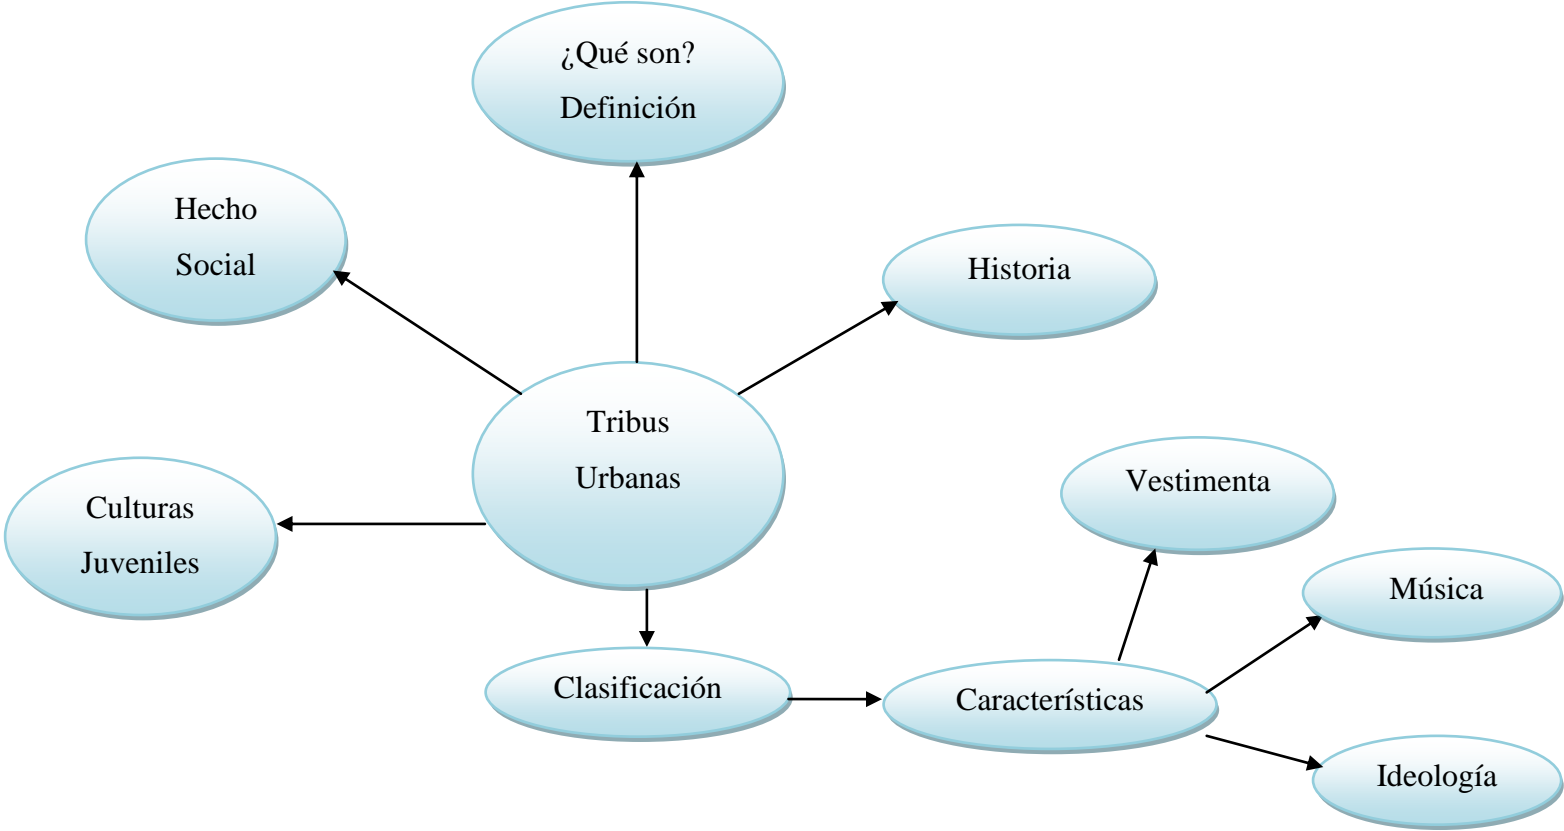 ¿Qué son?
Definición
Hecho
Social
Historia
Tribus
Urbanas
Vestimenta
Culturas
Juveniles
Música
Clasificación
Características
Ideología